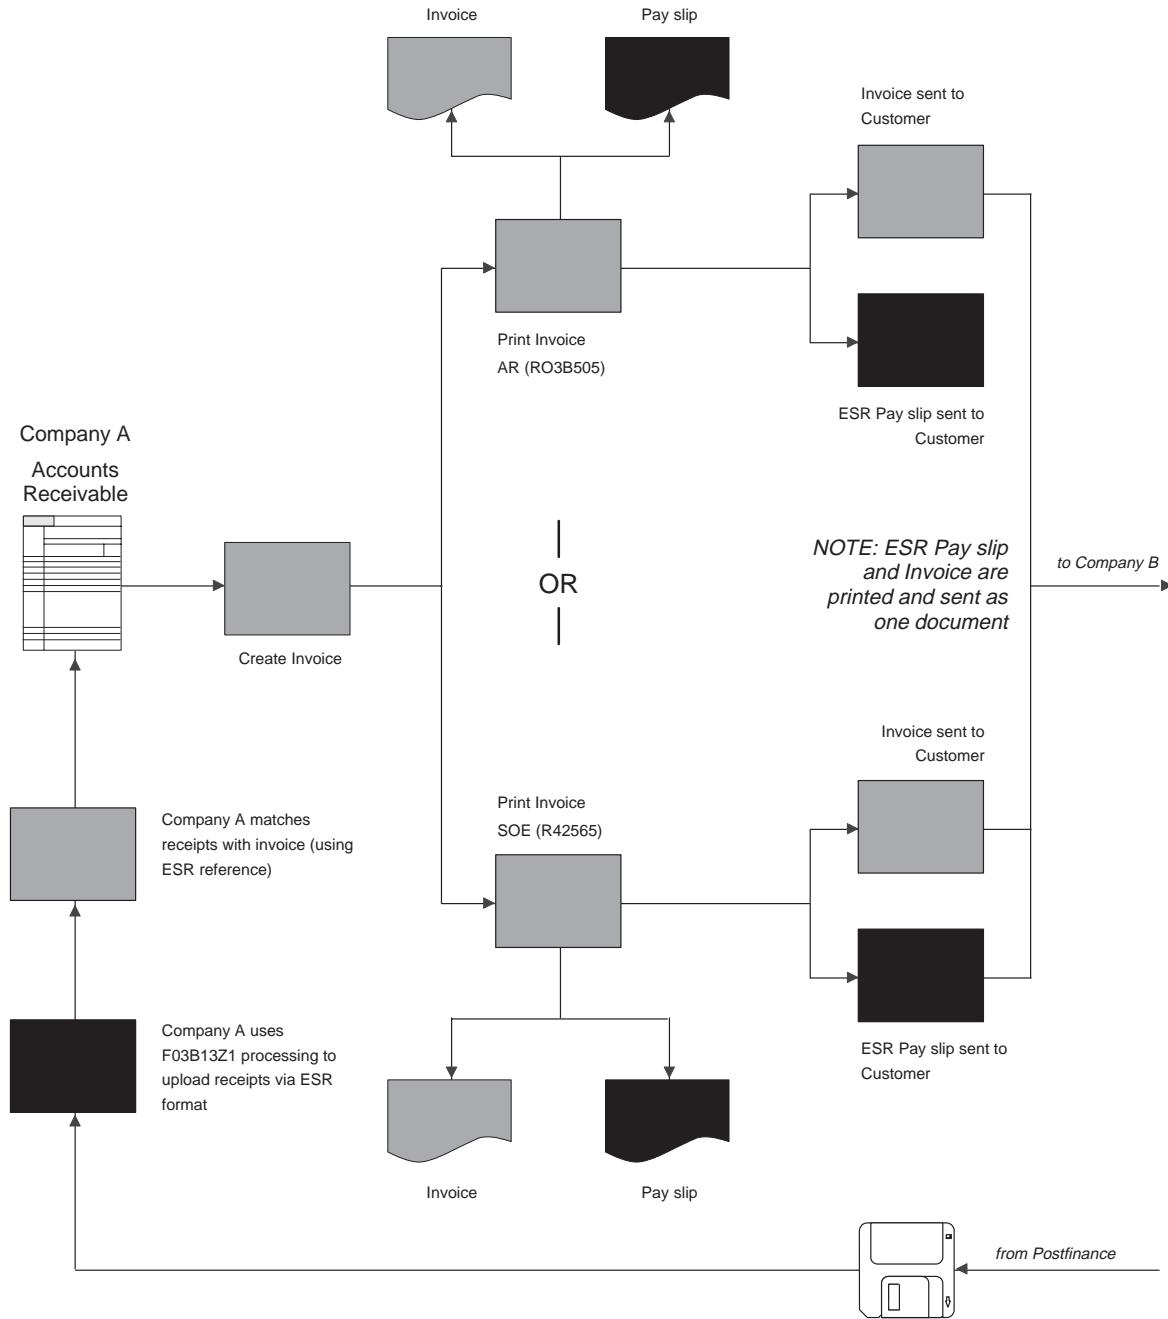 Invoice
Pay slip
Invoice sent to
Customer
Print Invoice
AR (RO3B505)
ESR Pay slip sent to
Customer
Company A
Accounts
Receivable
OR
NOTE: ESR Pay slip
and Invoice are
printed and sent as
one document
to Company B
Create Invoice
Invoice sent to
Customer
Print Invoice
SOE (R42565)
Company A matches
receipts with invoice (using
ESR reference)
Company A uses
F03B13Z1 processing to
upload receipts via ESR
format
ESR Pay slip sent to
Customer
Invoice
Pay slip
from Postfinance